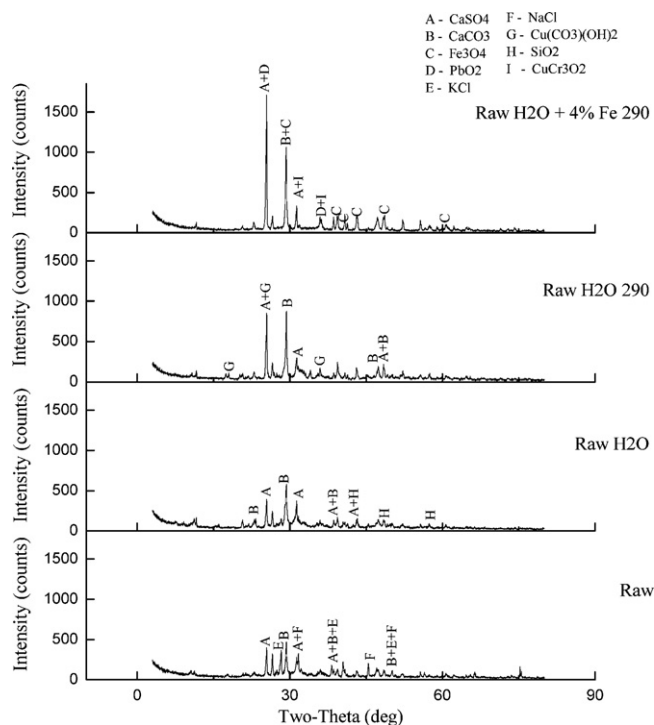 A - CaSO4 F - NaCl
B - CaCO3 G - Cu(CO3)(OH)2
C - Fe3O4 H - SiO2
D - PbO2 I - CuCr3O2
E - KCl
Raw H2O + 4% Fe 290
Intensity (counts)
1500
1000
500
0
A+D
B+C
A+I
D+I
C
C
C
C
C
Raw H2O 290
Intensity (counts)
1500
1000
500
0
G
A+G
B
A
G
B
A+B
Raw H2O
Intensity (counts)
1500
1000
500
0
B
A
B
A
A+B
A+H
H
H
Raw
Intensity (counts)
1500
1000
500
0
A
E
B
A+F
A+B+E
F
B+E+F
0 30 60 90
Two-Theta (deg)